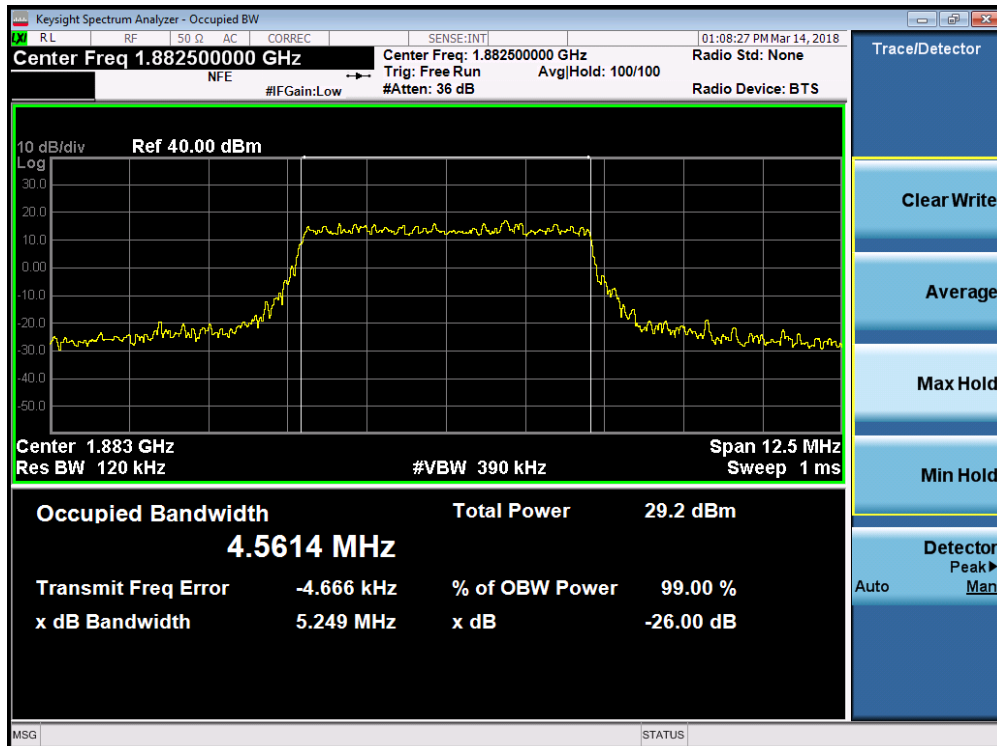 Keysight Spectrum Analyzer - Occupied BW
LXI RL RF 50 Ω AC CORREC SENSE:INT 01:08:27 PM Mar 14, 2018
Center Freq 1.882500000 GHz
NFE
#IFGain:Low
Center Freq: 1.882500000 GHz
Trig: Free Run Avg|Hold: 100/100
#Atten: 36 dB
Radio Std: None
Radio Device: BTS
10 dB/div Ref 40.00 dBm
Log
30.0
20.0
10.0
0.00
-10.0
-20.0
-30.0
-40.0
-50.0
Center 1.883 GHz Span 12.5 MHz
Res BW 120 kHz #VBW 390 kHz Sweep 1 ms
Occupied Bandwidth Total Power 29.2 dBm
4.5614 MHz
Transmit Freq Error -4.666 kHz % of OBW Power 99.00 %
x dB Bandwidth 5.249 MHz x dB -26.00 dB
Trace/Detector
Clear Write
Average
Max Hold
Min Hold
Detector
Peak▶
Auto Man
MSG STATUS